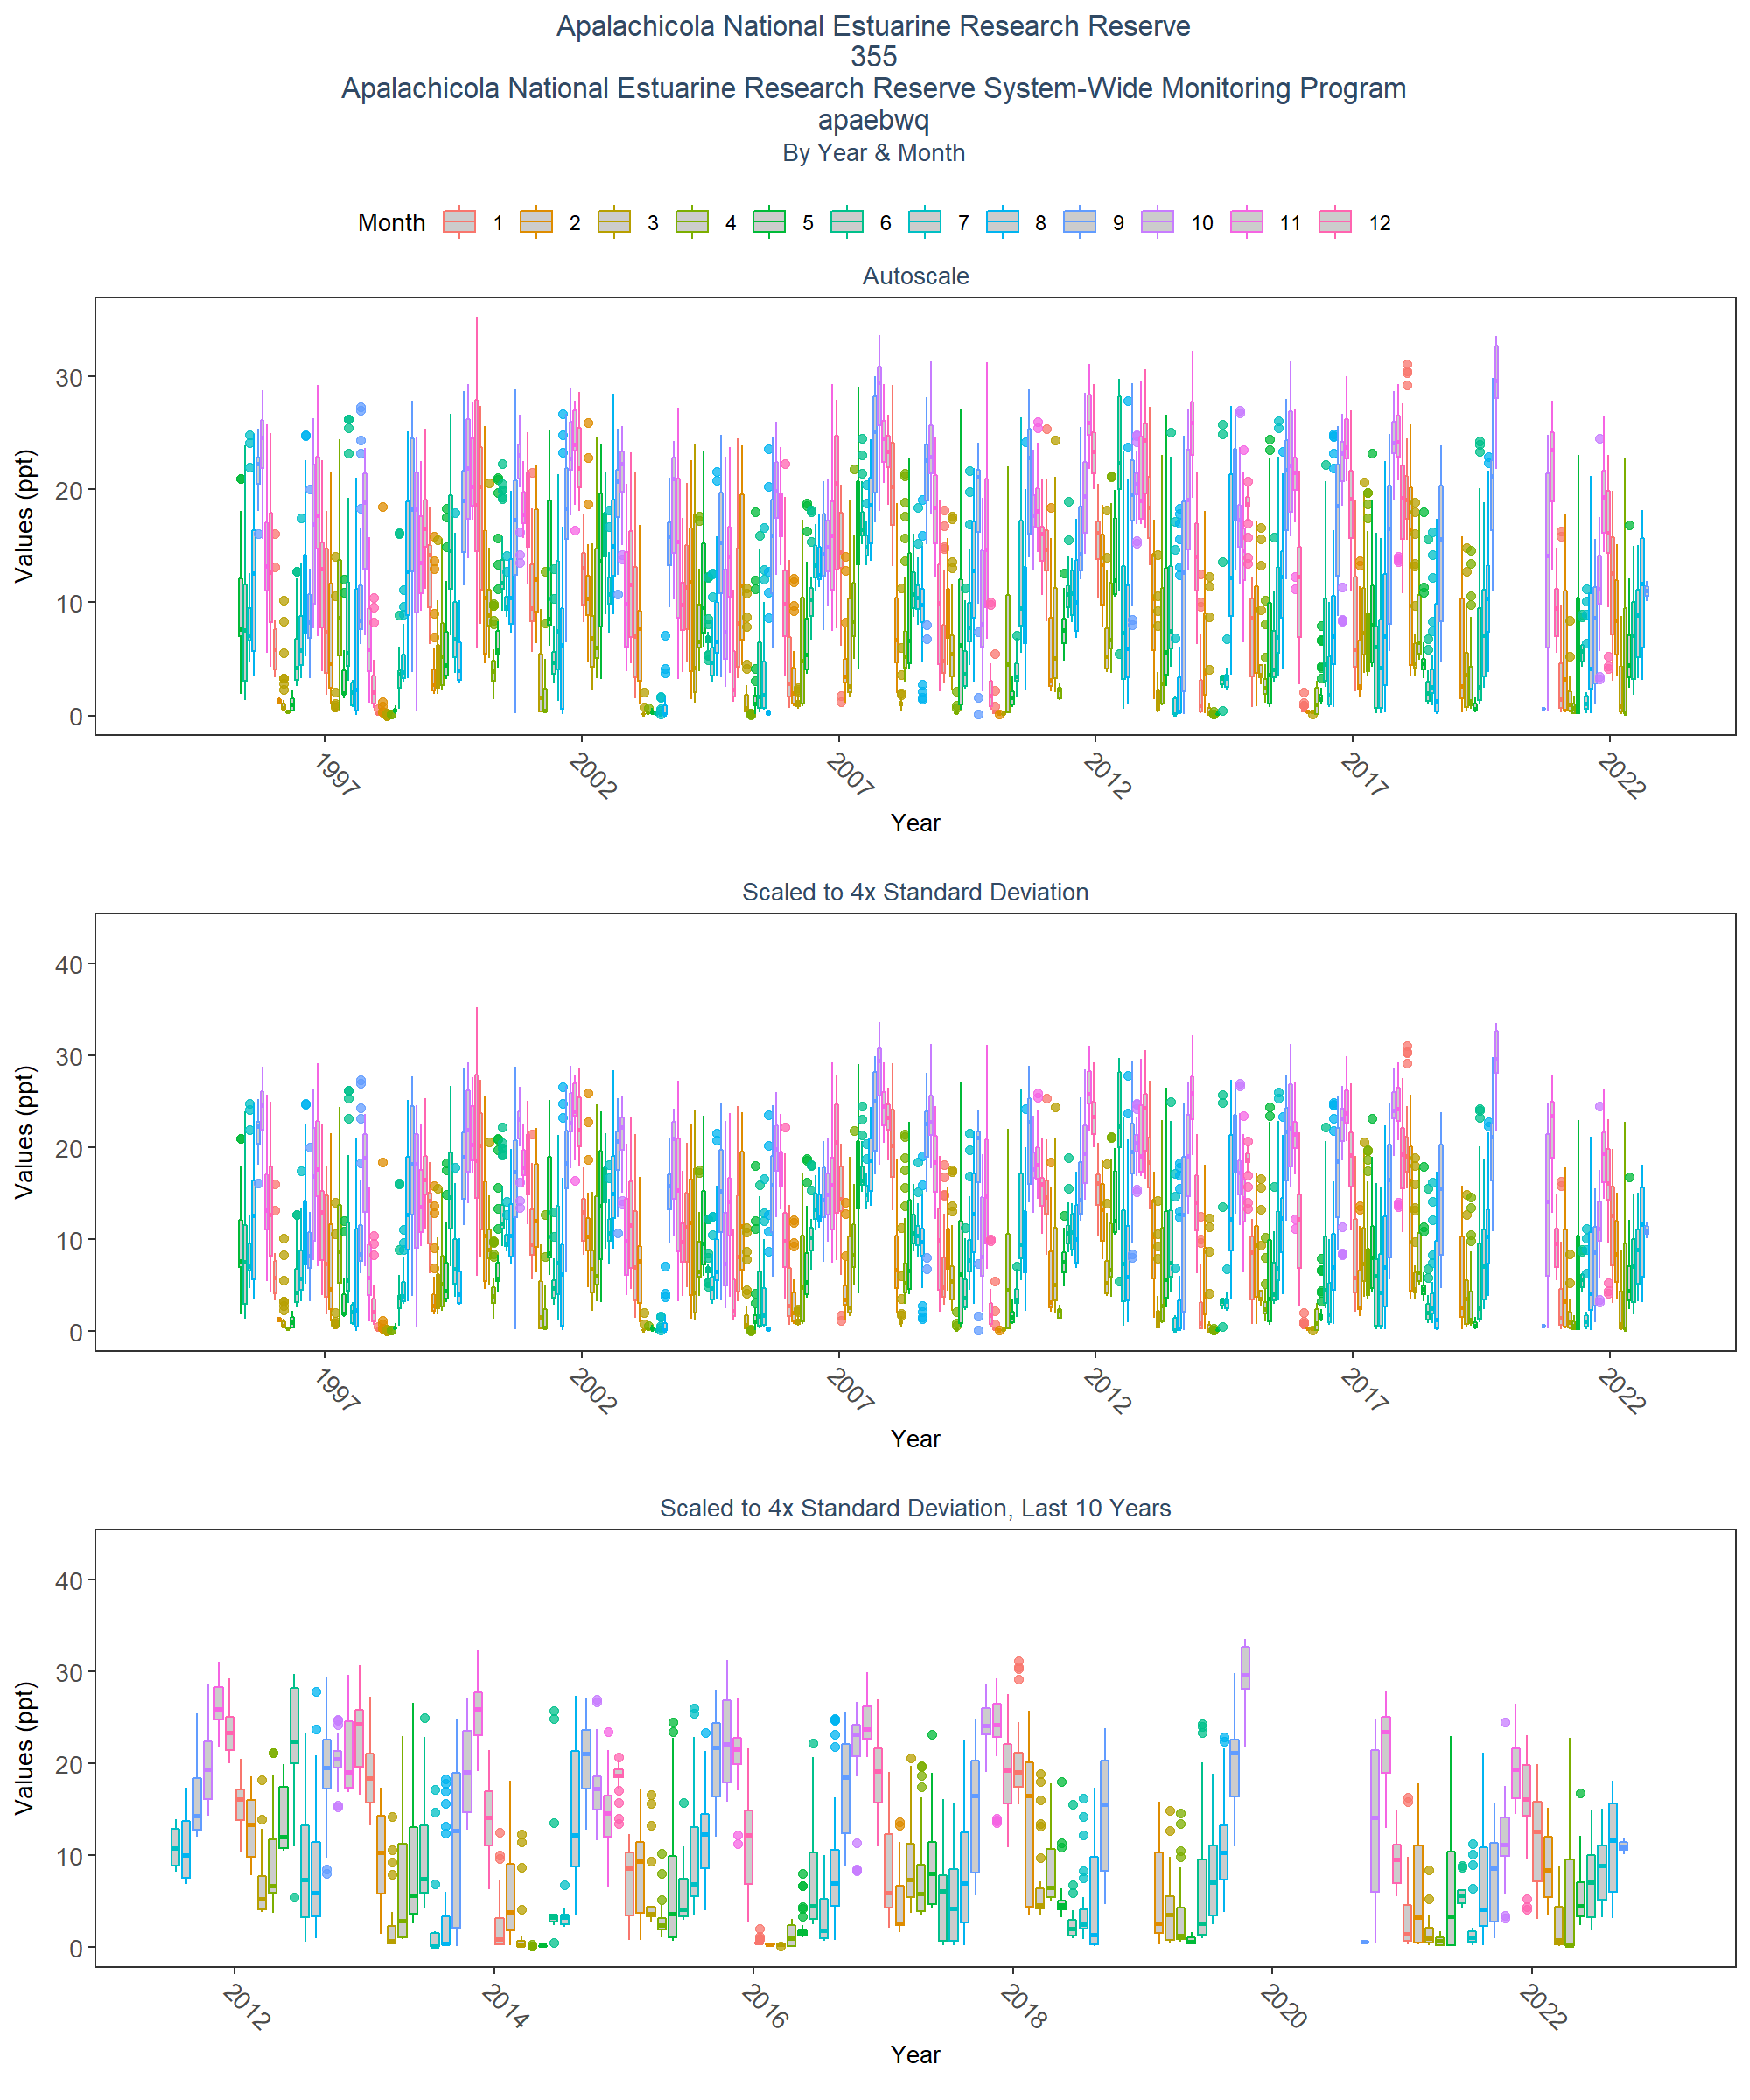 Apalachicola National Estuarine Research Reserve
355
Apalachicola National Estuarine Research Reserve System-Wide Monitoring Program
apaebwq
By Year & Month
Month 1 2 3 4 5 6 7 8 9 10 11 12
Autoscale
Values (ppt)
30
20
10
0
1997 2002 2007 2012 2017 2022
Year
Scaled to 4x Standard Deviation
Values (ppt)
40
30
20
10
0
1997 2002 2007 2012 2017 2022
Year
Scaled to 4x Standard Deviation, Last 10 Years
Values (ppt)
40
30
20
10
0
2012 2014 2016 2018 2020 2022
Year